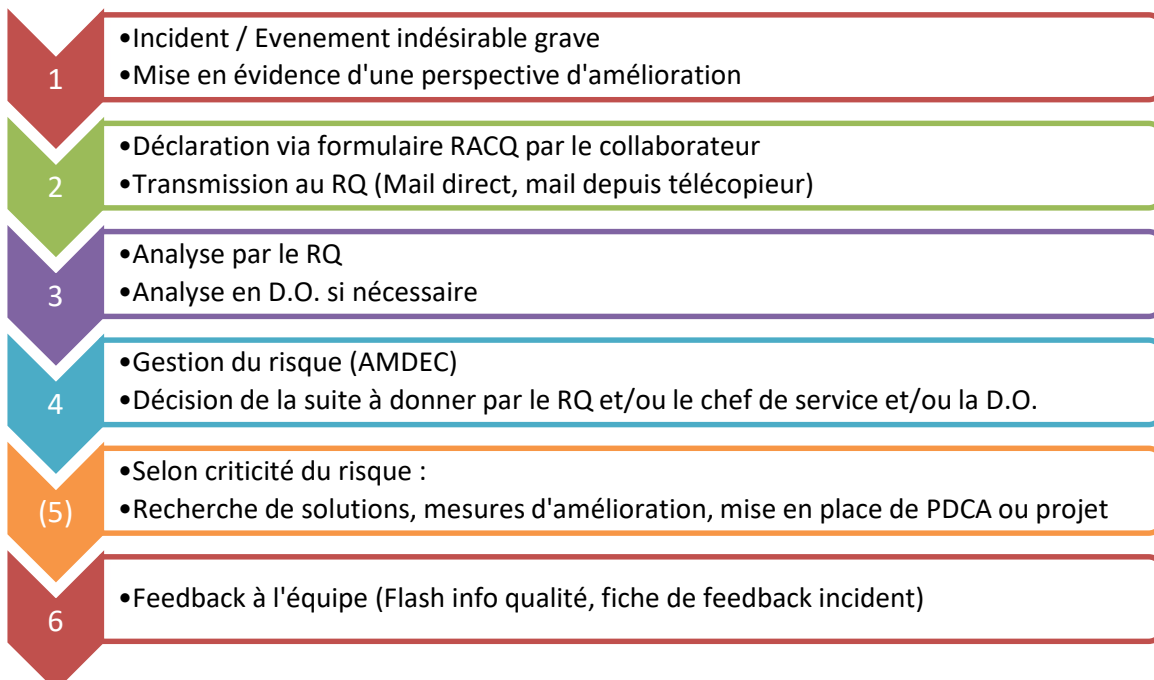 1
•Incident / Evenement indésirable grave
•Mise en évidence d'une perspective d'amélioration
2
•Déclaration via formulaire RACQ par le collaborateur
•Transmission au RQ (Mail direct, mail depuis télécopieur)
3
•Analyse par le RQ
•Analyse en D.O. si nécessaire
4
•Gestion du risque (AMDEC)
•Décision de la suite à donner par le RQ et/ou le chef de service et/ou la D.O.
(5)
•Selon criticité du risque :
•Recherche de solutions, mesures d'amélioration, mise en place de PDCA ou projet
6
•Feedback à l'équipe (Flash info qualité, fiche de feedback incident)